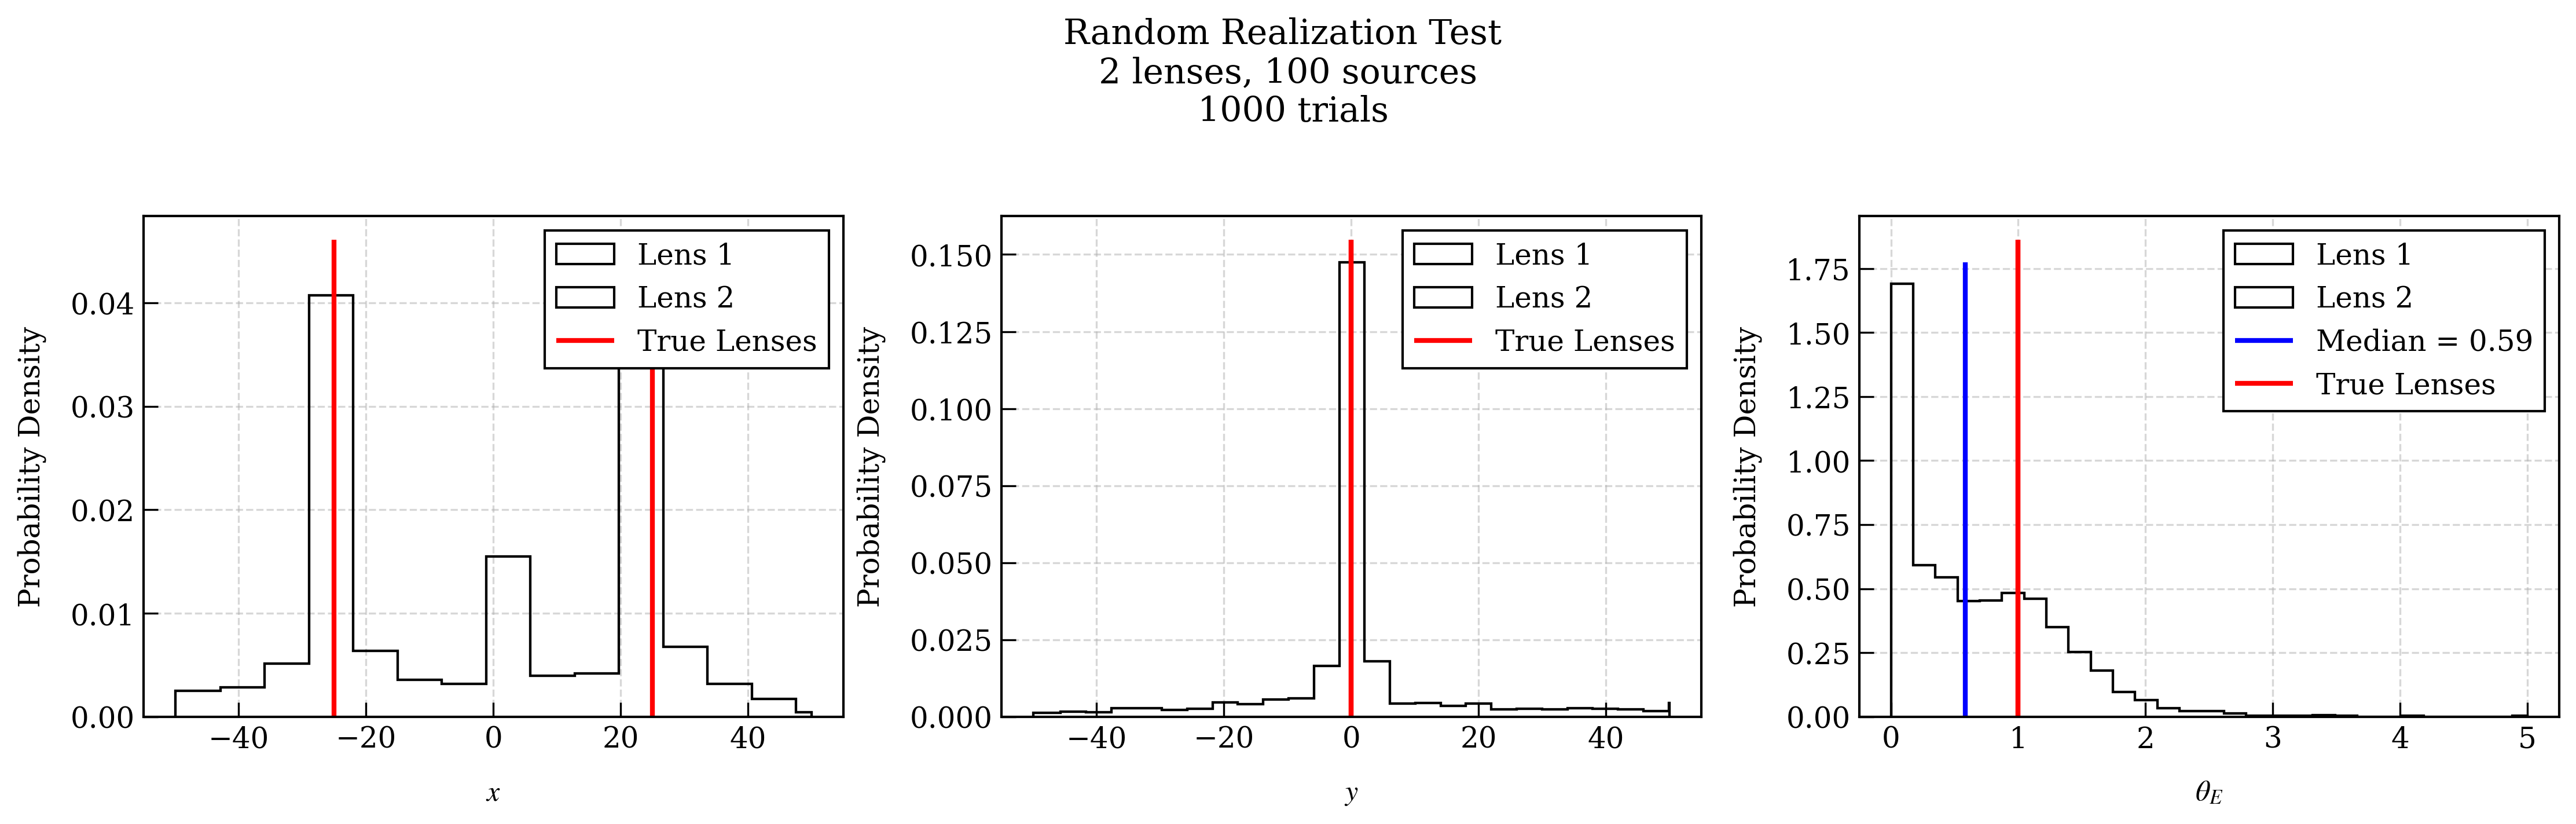 Random Realization Test
2 lenses, 100 sources
1000 trials
Probability Density
0.04
0.03
0.02
0.01
0.00
−40
−20
0
20
40
x
Lens 1
Lens 2
True Lenses
Probability Density
0.150
0.125
0.100
0.075
0.050
0.025
0.000
−40
−20
0
20
40
y
Lens 1
Lens 2
True Lenses
Probability Density
1.75
1.50
1.25
1.00
0.75
0.50
0.25
0.00
0
1
2
3
4
5
θ_E
Lens 1
Lens 2
Median = 0.59
True Lenses